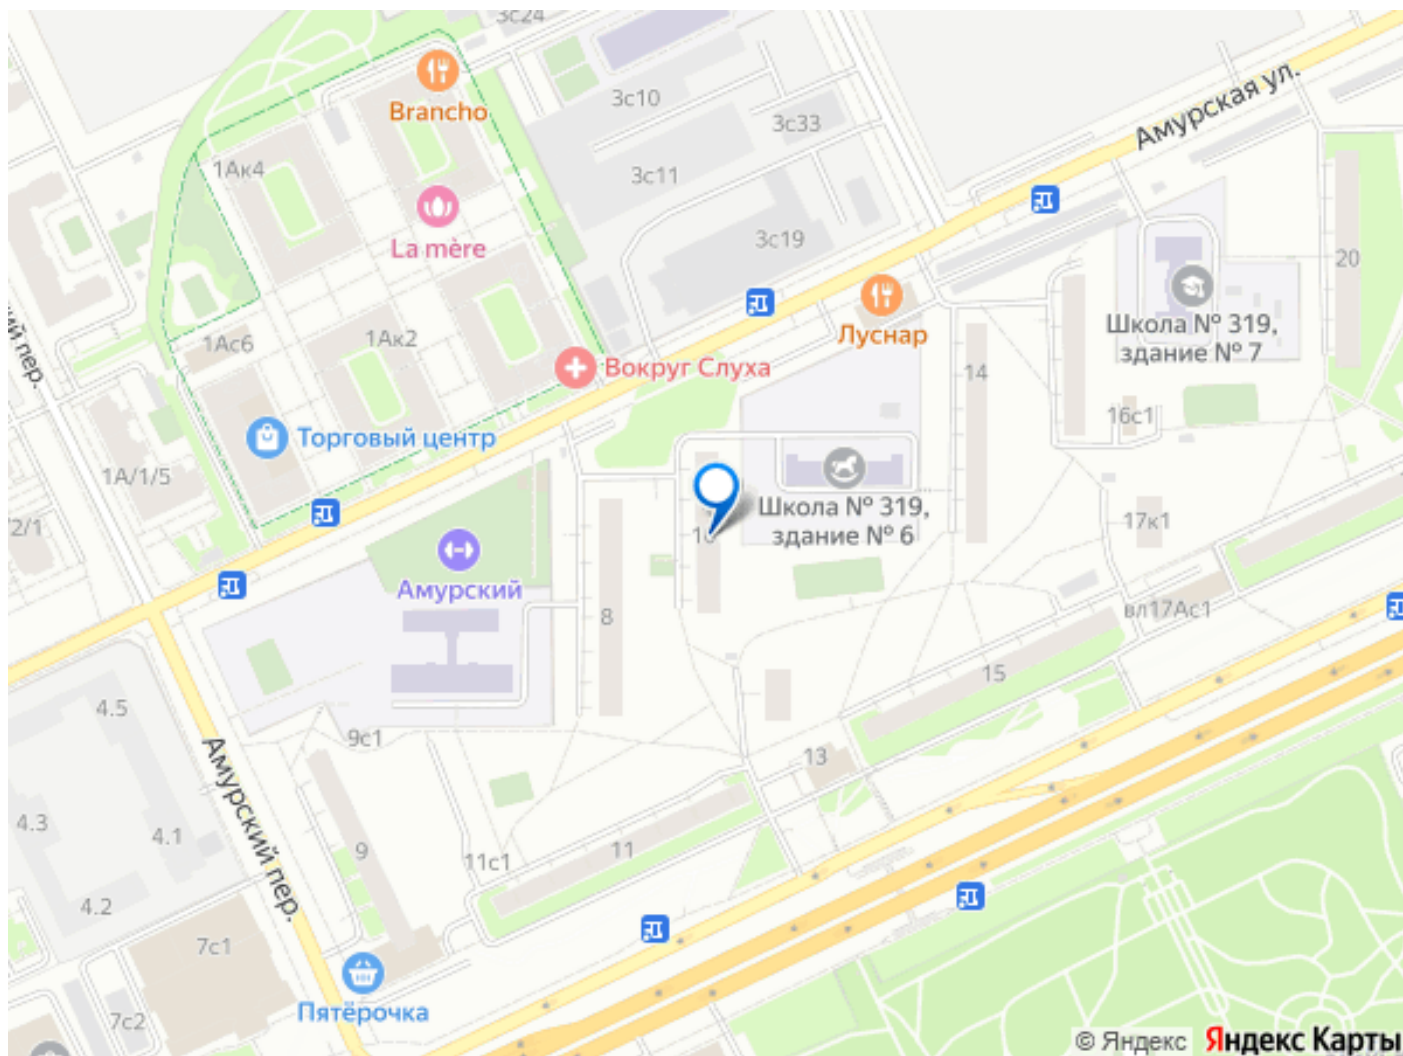 3с24
Brancho
3с10
3с33
Амурская ул.
1Ак4
3с11
La mère
3с19
20
1Ас6
1Ак2
Луснар
Школа № 319,
здание № 7
Вокруг Слуха
14
16с1
Торговый центр
1А/1/5
Школа № 319,
здание № 6
2/1
17к1
Амурский
8
вл17Ас1
15
4.5
9с1
13
Амурский пер.
4.3
4.1
9
11с1
11
4.2
7с1
Пятёрочка
7с2
© Яндекс Яндекс Карты